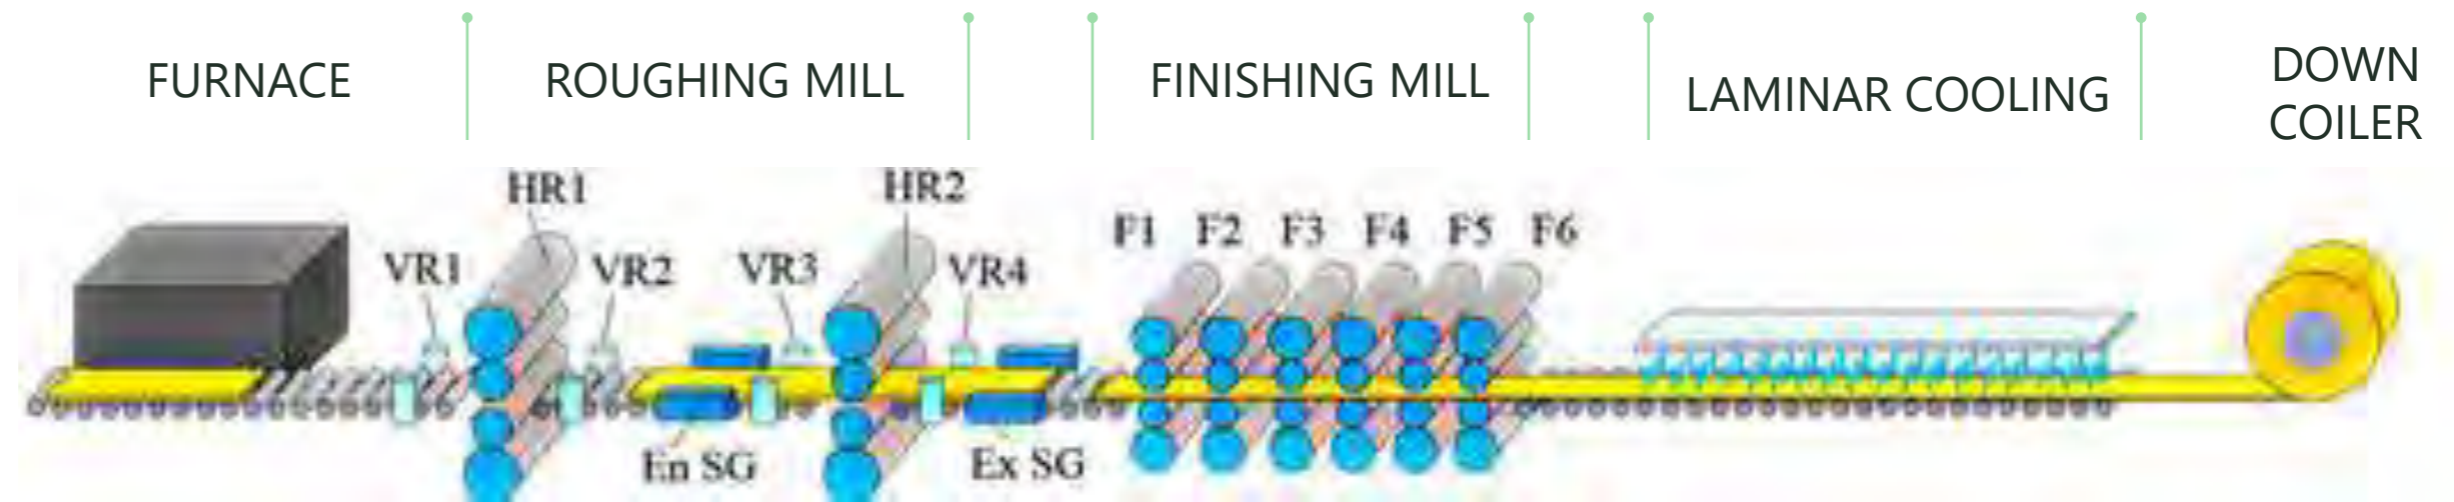 FURNACE
ROUGHING MILL
FINISHING MILL
LAMINAR COOLING
DOWN
COILER
HR1
HR2
VR1
VR2
VR3
VR4
F1 F2 F3 F4 F5 F6
En SG
Ex SG